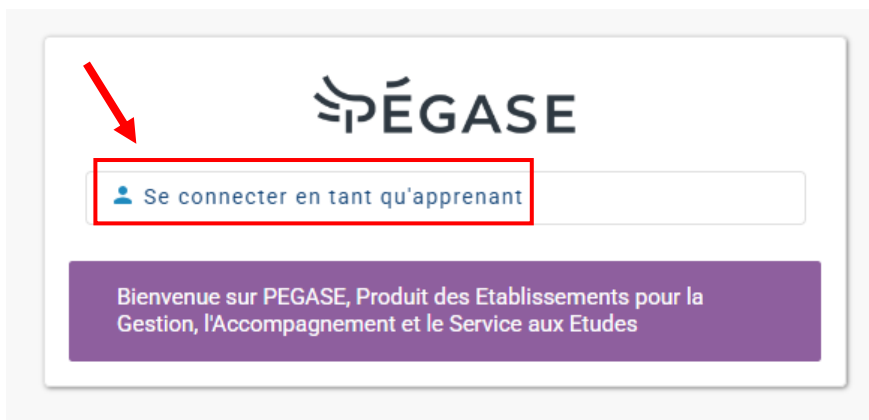 PÉGASE
Se connecter en tant qu'apprenant
Bienvenue sur PEGASE, Produit des Etablissements pour la
Gestion, l'Accompagnement et le Service aux Etudes